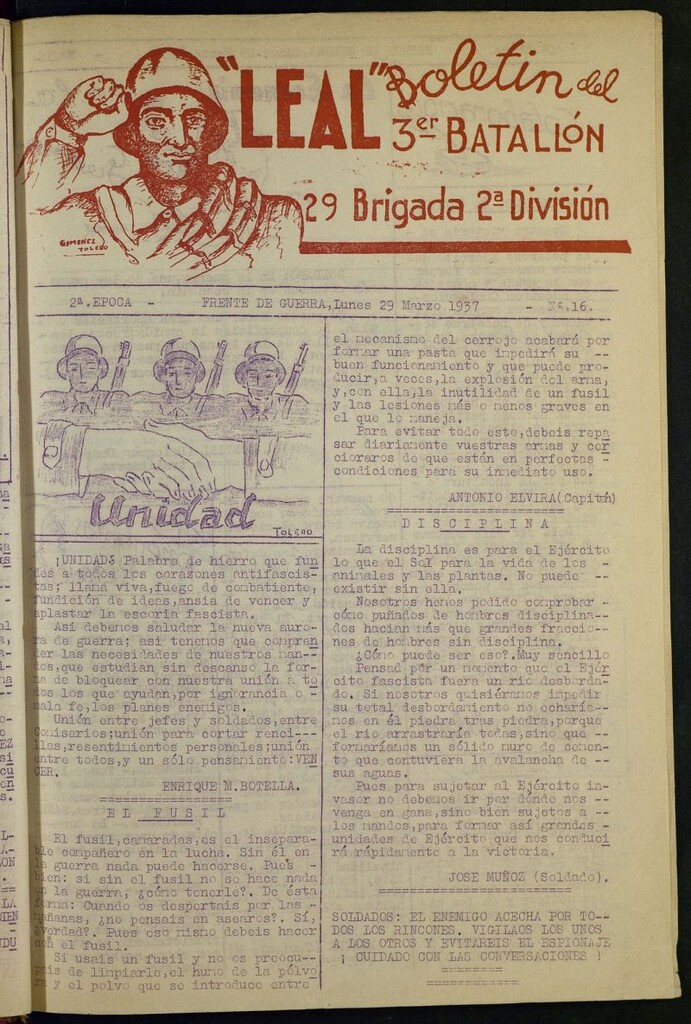 "LEAL" Boletin del
3er BATALLÓN
29 Brigada 2ª División
GIMENEZ
TOLEDO
2ª.EPOCA - FRENTE DE GUERRA,Lunes 29 Marzo 1937 - Nº.16.
Unidad
TOLEDO
¡UNIDAD¡ Palabra de hierro que fun
des a todos los corazones antifascis-
tas; llama viva,fuego de combatiente,
fundición de ideas,ansia de vencer y
aplastar la escoria fascista.
Así debemos saludar la nueva auro-
ra de guerra; así tenemos que compren
der las necesidades de nuestros man--
dos,que estudian sin descanso la for-
ma de bloquear con nuestra unión a to
dos los que ayudan,por ignorancia o -
mala fe,los planes enemigos.
Unión entre jefes y soldados,entre
Comisarios;unión para cortar renci---
llas,resentimientos personales;unión
entre todos,y un sólo pensamiento:VEN
CER.
ENRIQUE M.BOTELLA.
==================
EL FUSIL
El fusil,camaradas,es el insepara-
ble compañero en la lucha. Sin él en
la guerra nada puede hacerse. Pues -
bien: si sin el fusil no se hace nada
en la guerra, ¿cómo tenerle?. De ésta
forma: Cuando os despertais por las -
mañanas, ¿no pensais en asearos?. Sí,
¿verdad?. Pues eso mismo debeis hacer
con el fusil.
Si usais un fusil y no os preocu--
pais de limpiarlo,el humo de la pólvo
ra y el polvo que se introduce entre
el mecanismo del cerrojo acabará por
formar una pasta que impedirá su --
buen funcionamiento y que puede pro-
ducir,a veces,la explosión del arma,
y,con ella,la inutilidad de un fusil
y las lesiones más o menos graves en
el que lo maneja.
Para evitar todo esto,debeis repa
sar diariamente vuestras armas y cer
cioraros de que están en perfectas -
condiciones para su inmediato uso.
ANTONIO ELVIRA(Capitán)
========================
DISCIPLINA
La disciplina es para el Ejército
lo que el Sol para la vida de los -
animales y las plantas. No puede --
existir sin ella.
Nosotros hemos podido comprobar -
cómo puñados de hombres disciplina--
dos hacían más que grandes fraccio--
nes de hombres sin disciplina.
¿Cómo puede ser eso?.Muy sencillo
Pensad por un momento que el Ejér
cito fascista fuera un rio desborda-
do. Si nosotros quisiéramos impedir
su total desbordamiento no echaría--
mos en él piedra tras piedra,porque
el rio arrastraría todas,sino que --
formaríamos un sólido muro de cemen-
to que contuviera la avalancha de --
sus aguas.
Pues para sujetar al Ejército in-
vasor no debemos ir por dónde nos --
venga en gana,sino bien sujetos a --
los mandos,para formar así grandes -
unidades de Ejército que nos conduci
rá rápidamente a la victoria.
JOSE MUÑOZ (Soldado).
==========================
SOLDADOS: EL ENEMIGO ACECHA POR TO--
DOS LOS RINCONES. VIGILAOS LOS UNOS
A LOS OTROS Y EVITAREIS EL ESPIONAJE
¡ CUIDADO CON LAS CONVERSACIONES !
========
============